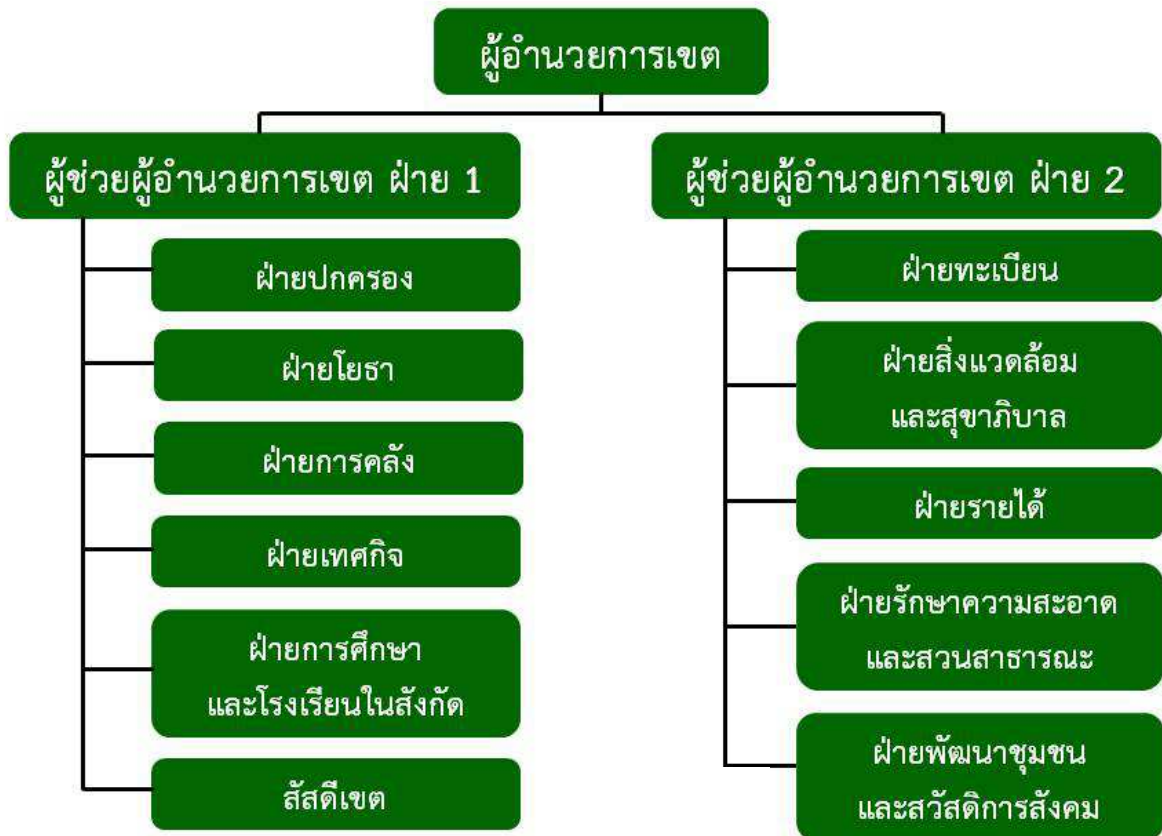 ผู้อำนวยการเขต
ผู้ช่วยผู้อำนวยการเขต ฝ่าย 1
ฝ่ายปกครอง
ฝ่ายโยธา
ฝ่ายการคลัง
ฝ่ายเทศกิจ
ฝ่ายการศึกษา
และโรงเรียนในสังกัด
สัสดีเขต
ผู้ช่วยผู้อำนวยการเขต ฝ่าย 2
ฝ่ายทะเบียน
ฝ่ายสิ่งแวดล้อม
และสุขาภิบาล
ฝ่ายรายได้
ฝ่ายรักษาความสะอาด
และสวนสาธารณะ
ฝ่ายพัฒนาชุมชน
และสวัสดิการสังคม